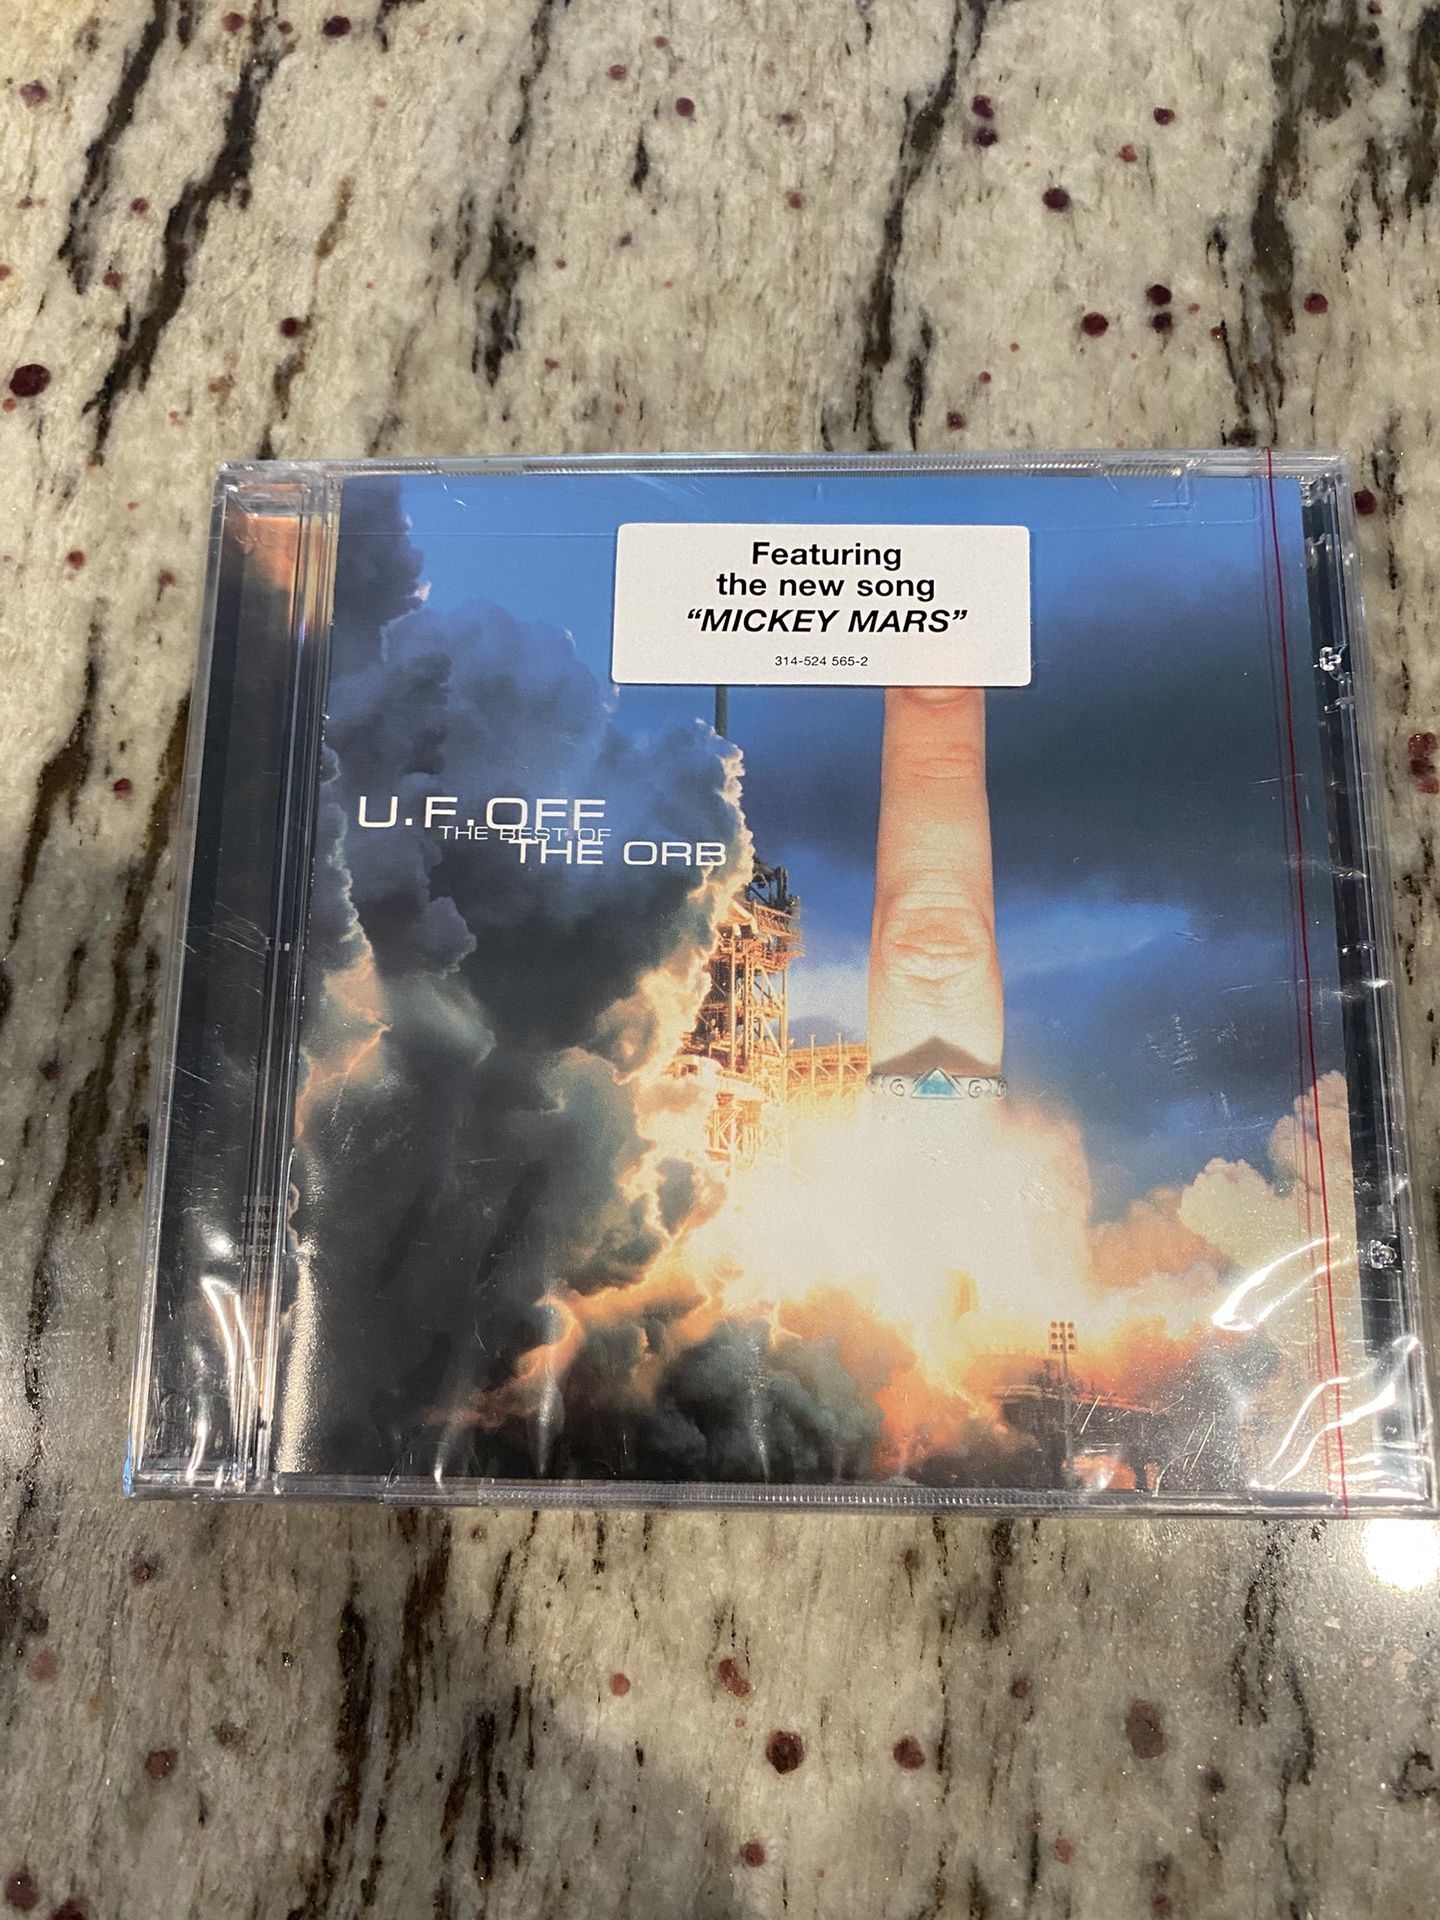 Featuring
the new song
“MICKEY MARS”
314-524 565-2
U.F.OFF
THE BEST OF
THE ORB